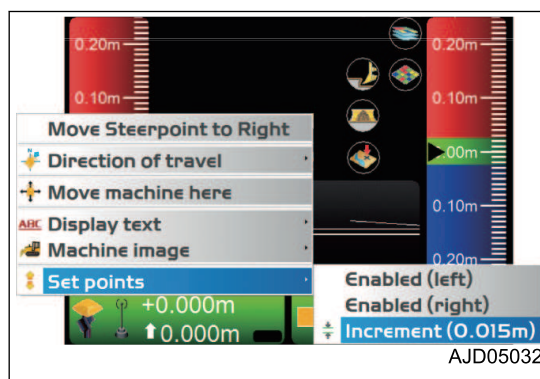 0.20m
0.20m
0.10m
0.10m
Move Steerpoint to Right
Direction of travel
.00m
Move machine here
0.10m
ABC Display text
Machine image
0.20m
Set points
Enabled (left)
Enabled (right)
Increment (0.015m)
+0.000m
0.000m
AJD05032